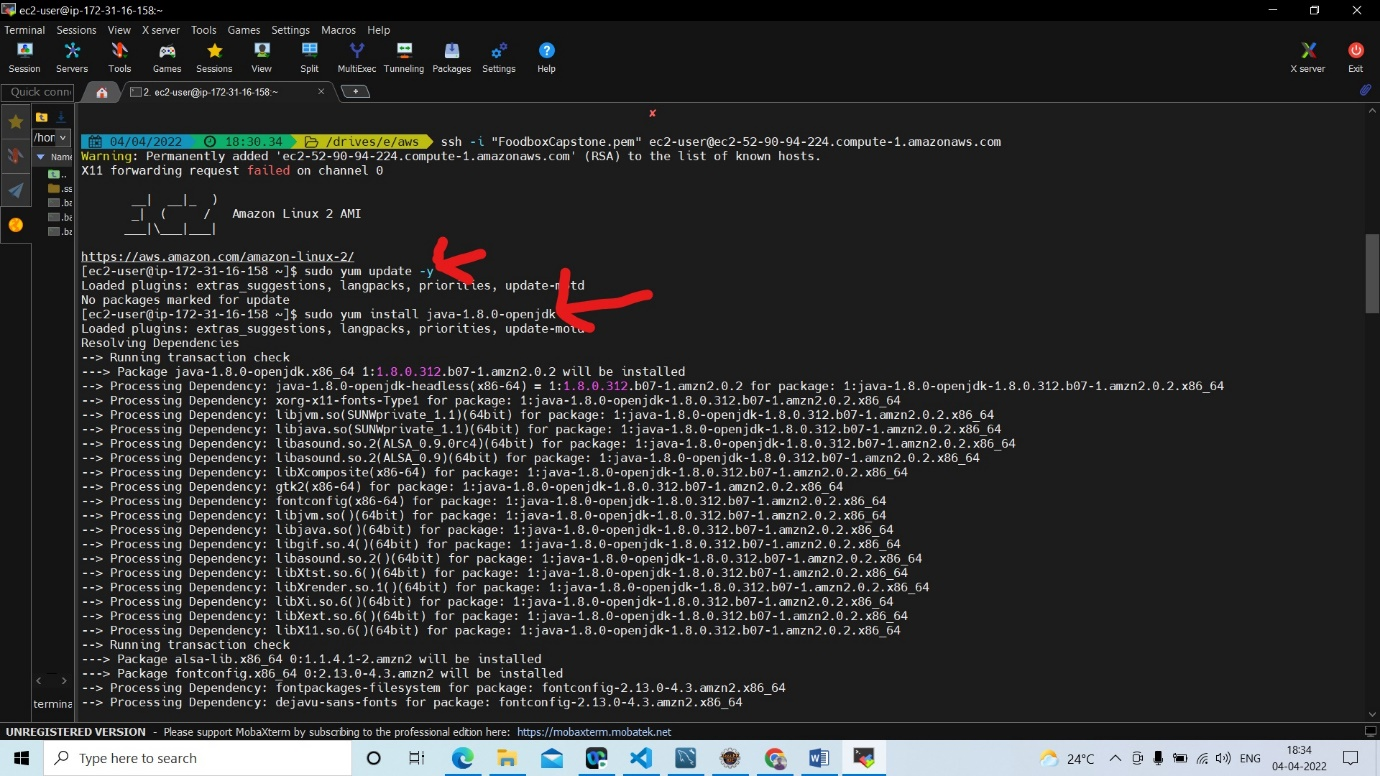 ec2-user@ip-172-31-16-158:~
Terminal Sessions View X server Tools Games Settings Macros Help
Session Servers Tools Games Sessions View Split MultiExec Tunneling Packages Settings Help X server Exit
Quick conn
2. ec2-user@ip-172-31-16-158:~
/hor
Name
..
.ss
.ba
.ba
.ba
04/04/2022 18:30.34 /drives/e/aws ssh -i "FoodboxCapstone.pem" ec2-user@ec2-52-90-94-224.compute-1.amazonaws.com
Warning: Permanently added 'ec2-52-90-94-224.compute-1.amazonaws.com' (RSA) to the list of known hosts.
X11 forwarding request failed on channel 0
__| __|_ )
_| ( / Amazon Linux 2 AMI
___|\___|___|
https://aws.amazon.com/amazon-linux-2/
[ec2-user@ip-172-31-16-158 ~]$ sudo yum update -y
Loaded plugins: extras_suggestions, langpacks, priorities, update-motd
No packages marked for update
[ec2-user@ip-172-31-16-158 ~]$ sudo yum install java-1.8.0-openjdk
Loaded plugins: extras_suggestions, langpacks, priorities, update-motd
Resolving Dependencies
--> Running transaction check
---> Package java-1.8.0-openjdk.x86_64 1:1.8.0.312.b07-1.amzn2.0.2 will be installed
--> Processing Dependency: java-1.8.0-openjdk-headless(x86-64) = 1:1.8.0.312.b07-1.amzn2.0.2 for package: 1:java-1.8.0-openjdk-1.8.0.312.b07-1.amzn2.0.2.x86_64
--> Processing Dependency: xorg-x11-fonts-Type1 for package: 1:java-1.8.0-openjdk-1.8.0.312.b07-1.amzn2.0.2.x86_64
--> Processing Dependency: libjvm.so(SUNWprivate_1.1)(64bit) for package: 1:java-1.8.0-openjdk-1.8.0.312.b07-1.amzn2.0.2.x86_64
--> Processing Dependency: libjava.so(SUNWprivate_1.1)(64bit) for package: 1:java-1.8.0-openjdk-1.8.0.312.b07-1.amzn2.0.2.x86_64
--> Processing Dependency: libasound.so.2(ALSA_0.9.0rc4)(64bit) for package: 1:java-1.8.0-openjdk-1.8.0.312.b07-1.amzn2.0.2.x86_64
--> Processing Dependency: libasound.so.2(ALSA_0.9)(64bit) for package: 1:java-1.8.0-openjdk-1.8.0.312.b07-1.amzn2.0.2.x86_64
--> Processing Dependency: libXcomposite(x86-64) for package: 1:java-1.8.0-openjdk-1.8.0.312.b07-1.amzn2.0.2.x86_64
--> Processing Dependency: gtk2(x86-64) for package: 1:java-1.8.0-openjdk-1.8.0.312.b07-1.amzn2.0.2.x86_64
--> Processing Dependency: fontconfig(x86-64) for package: 1:java-1.8.0-openjdk-1.8.0.312.b07-1.amzn2.0.2.x86_64
--> Processing Dependency: libjvm.so()(64bit) for package: 1:java-1.8.0-openjdk-1.8.0.312.b07-1.amzn2.0.2.x86_64
--> Processing Dependency: libjava.so()(64bit) for package: 1:java-1.8.0-openjdk-1.8.0.312.b07-1.amzn2.0.2.x86_64
--> Processing Dependency: libgif.so.4()(64bit) for package: 1:java-1.8.0-openjdk-1.8.0.312.b07-1.amzn2.0.2.x86_64
--> Processing Dependency: libasound.so.2()(64bit) for package: 1:java-1.8.0-openjdk-1.8.0.312.b07-1.amzn2.0.2.x86_64
--> Processing Dependency: libXtst.so.6()(64bit) for package: 1:java-1.8.0-openjdk-1.8.0.312.b07-1.amzn2.0.2.x86_64
--> Processing Dependency: libXrender.so.1()(64bit) for package: 1:java-1.8.0-openjdk-1.8.0.312.b07-1.amzn2.0.2.x86_64
--> Processing Dependency: libXi.so.6()(64bit) for package: 1:java-1.8.0-openjdk-1.8.0.312.b07-1.amzn2.0.2.x86_64
--> Processing Dependency: libXext.so.6()(64bit) for package: 1:java-1.8.0-openjdk-1.8.0.312.b07-1.amzn2.0.2.x86_64
--> Processing Dependency: libX11.so.6()(64bit) for package: 1:java-1.8.0-openjdk-1.8.0.312.b07-1.amzn2.0.2.x86_64
--> Running transaction check
---> Package alsa-lib.x86_64 0:1.1.4.1-2.amzn2 will be installed
---> Package fontconfig.x86_64 0:2.13.0-4.3.amzn2 will be installed
--> Processing Dependency: fontpackages-filesystem for package: fontconfig-2.13.0-4.3.amzn2.x86_64
--> Processing Dependency: dejavu-sans-fonts for package: fontconfig-2.13.0-4.3.amzn2.x86_64
termina
UNREGISTERED VERSION - Please support MobaXterm by subscribing to the professional edition here: https://mobaxterm.mobatek.net
Type here to search
24°C ENG
18:34
04-04-2022